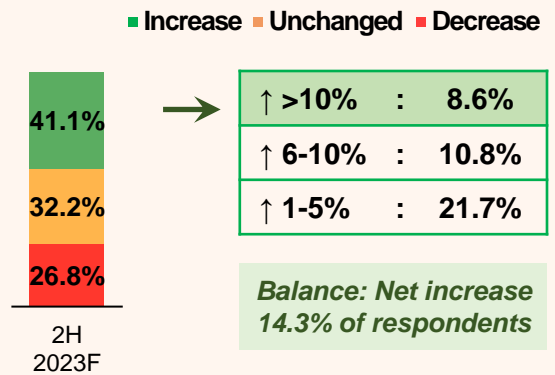 Increase Unchanged Decrease
41.1%
32.2%
26.8%
2H
2023F
↑ >10% : 8.6%
↑ 6-10% : 10.8%
↑ 1-5% : 21.7%
Balance: Net increase
14.3% of respondents